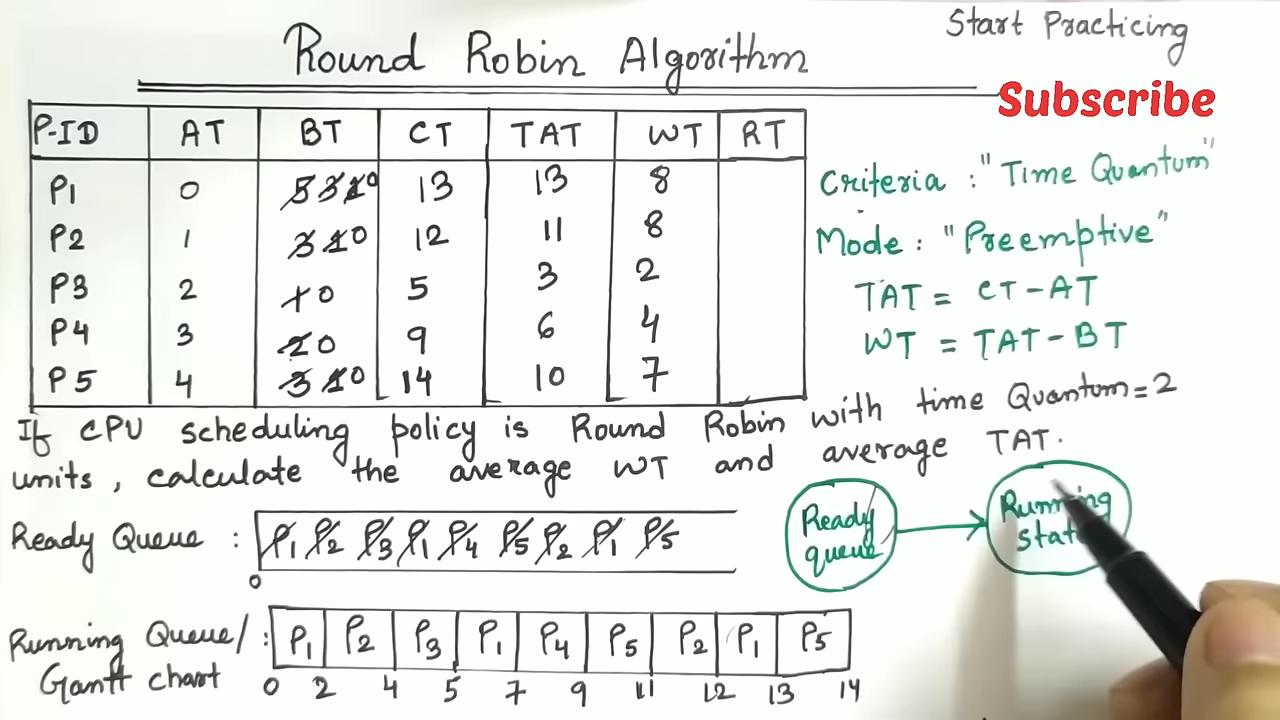 Start Practicing
Round Robin Algorithm
Subscribe
P-ID AT BT CT TAT WT RT
P1 0 5 3 1 0 13 13 8
P2 1 3 1 0 12 11 8
P3 2 1 0 5 3 2
P4 3 2 0 9 6 4
P5 4 3 1 0 14 10 7
Criteria : "Time Quantum"
Mode : "Preemptive"
TAT = CT - AT
WT = TAT - BT
If CPU scheduling policy is Round Robin with time Quantum = 2
units, calculate the average WT and average TAT.
Ready Queue : P1 P2 P3 P1 P4 P5 P2 P1 P5
0
Ready queue
Running state
Running Queue/ : P1 P2 P3 P1 P4 P5 P2 P1 P5
Gantt chart 0 2 4 5 7 9 11 12 13 14